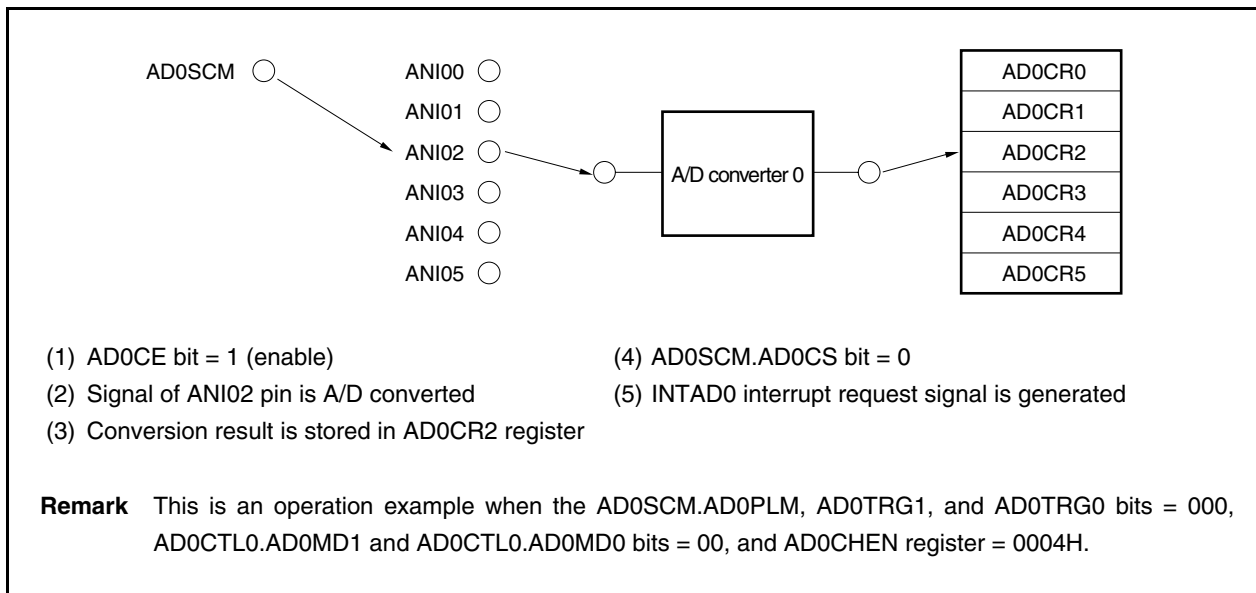 AD0SCM
ANI00
ANI01
ANI02
ANI03
ANI04
ANI05
A/D converter 0
AD0CR0
AD0CR1
AD0CR2
AD0CR3
AD0CR4
AD0CR5
(1) AD0CE bit = 1 (enable)
(2) Signal of ANI02 pin is A/D converted
(3) Conversion result is stored in AD0CR2 register
(4) AD0SCM.AD0CS bit = 0
(5) INTAD0 interrupt request signal is generated
Remark This is an operation example when the AD0SCM.AD0PLM, AD0TRG1, and AD0TRG0 bits = 000,
AD0CTL0.AD0MD1 and AD0CTL0.AD0MD0 bits = 00, and AD0CHEN register = 0004H.